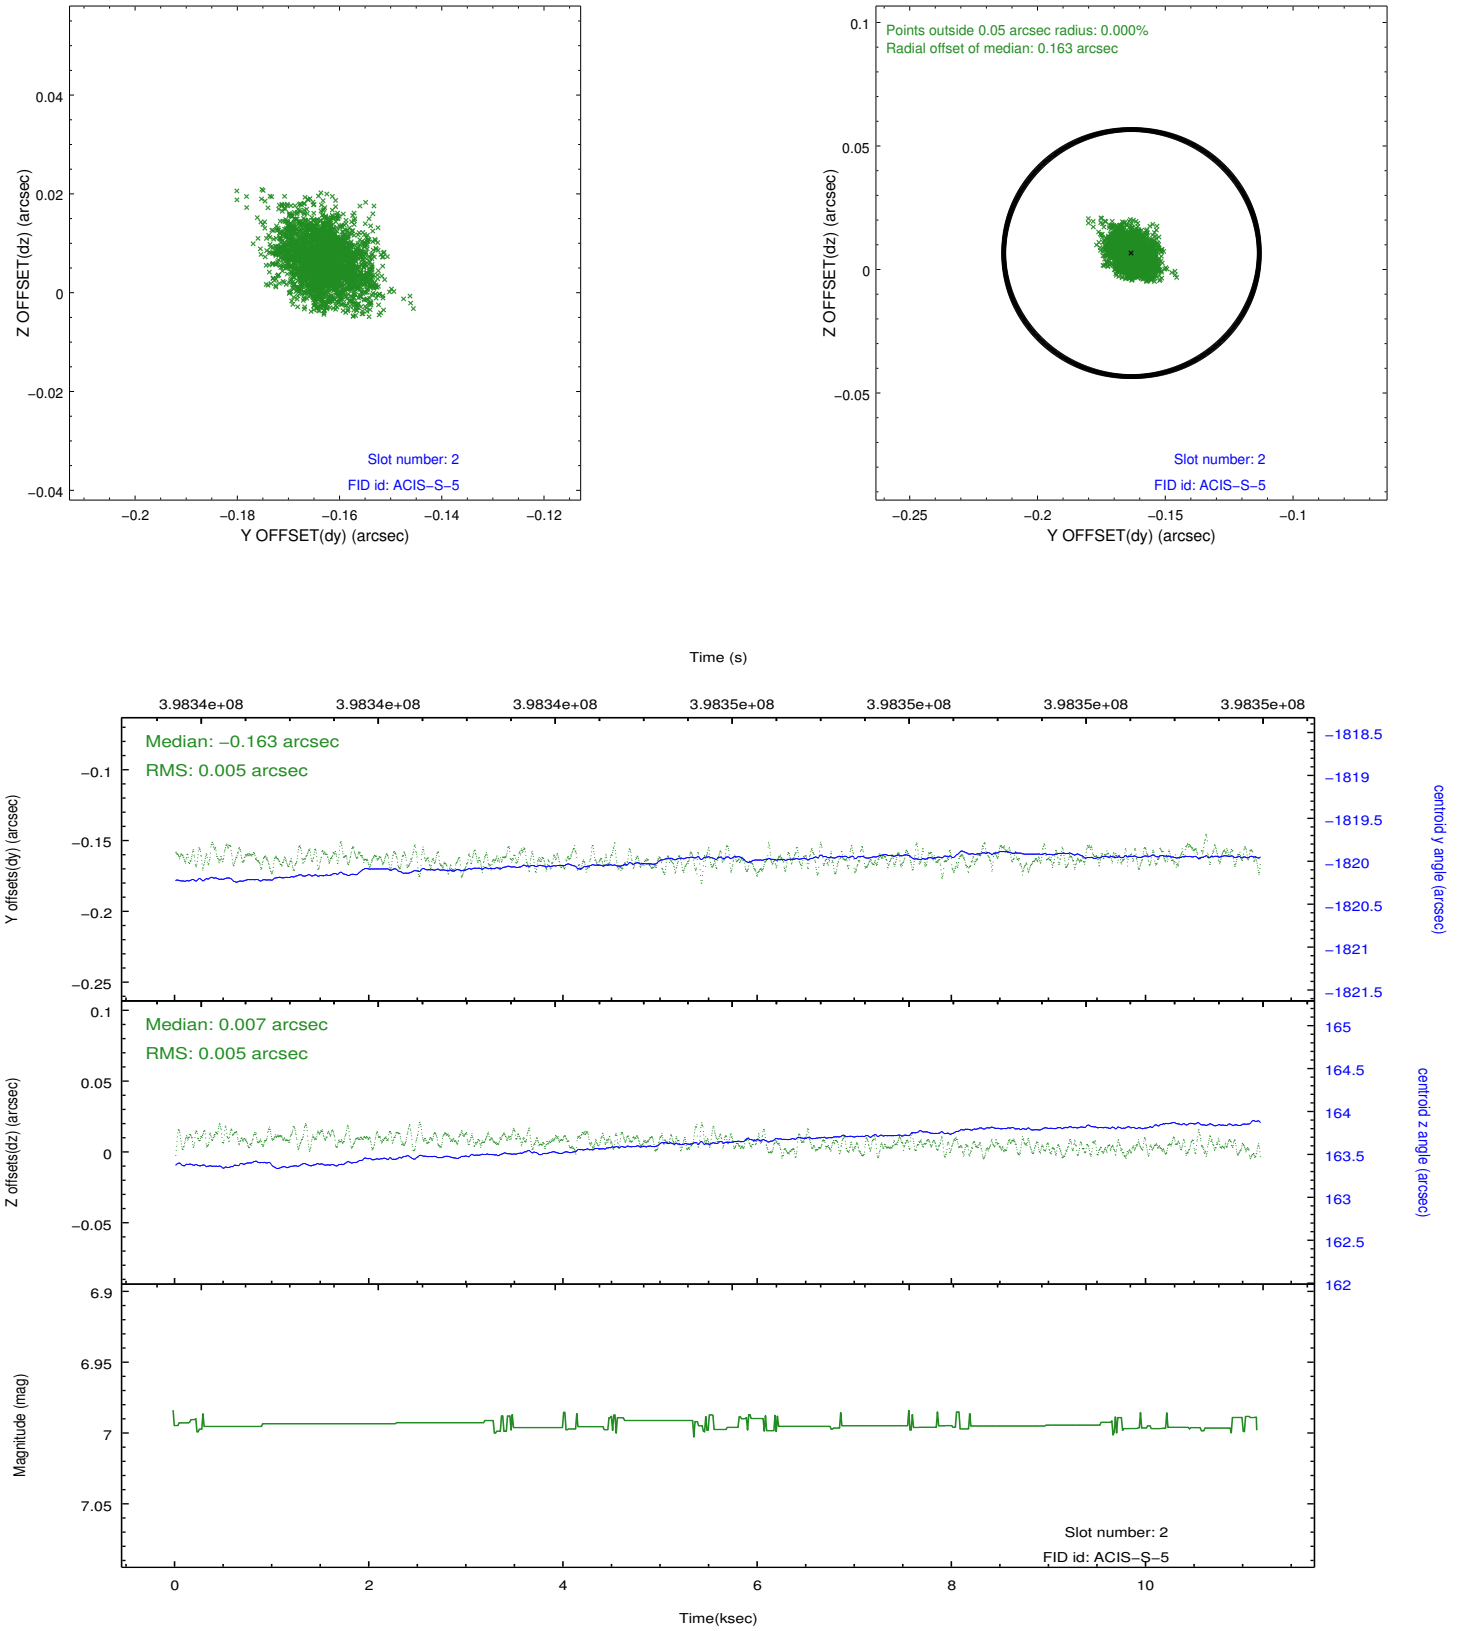 0.04
0.02
0
−0.02
−0.04
Z OFFSET(dz) (arcsec)
Slot number: 2
FID id: ACIS−S−5
−0.2
−0.18
−0.16
−0.14
−0.12
Y OFFSET(dy) (arcsec)
Points outside 0.05 arcsec radius: 0.000%
Radial offset of median: 0.163 arcsec
0.1
0.05
0
−0.05
Z OFFSET(dz) (arcsec)
Slot number: 2
FID id: ACIS−S−5
−0.25
−0.2
−0.15
−0.1
Y OFFSET(dy) (arcsec)
Time (s)
3.9834e+08
3.9834e+08
3.9834e+08
3.9835e+08
3.9835e+08
3.9835e+08
3.9835e+08
Median: −0.163 arcsec
RMS: 0.005 arcsec
−0.1
−0.15
−0.2
−0.25
Y offsets(dy) (arcsec)
−1818.5
−1819
−1819.5
−1820
−1820.5
−1821
−1821.5
centroid y angle (arcsec)
Median: 0.007 arcsec
RMS: 0.005 arcsec
0.1
0.05
0
−0.05
Z offsets(dz) (arcsec)
165
164.5
164
163.5
163
162.5
162
centroid z angle (arcsec)
6.9
6.95
7
7.05
Magnitude (mag)
Slot number: 2
FID id: ACIS−S−5
0
2
4
6
8
10
Time(ksec)